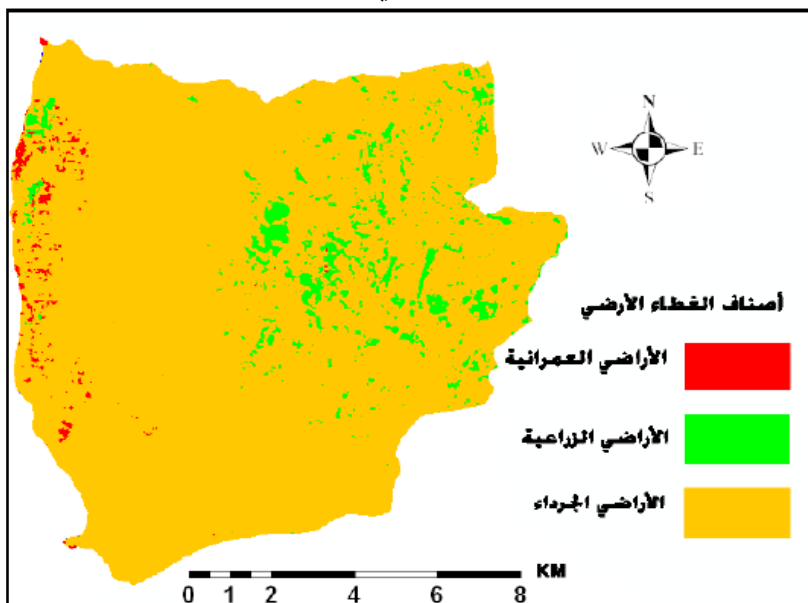 N
W E
S
أصناف الغطاء الأرضي
الأراضي العمرانية
الأراضي الزراعية
الأراضي الجرداء
KM
0 1 2 4 6 8